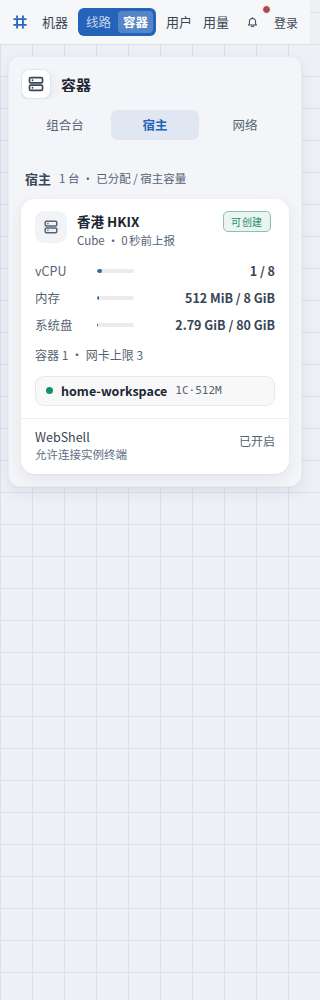 机器 线路 容器 用户 用量 登录
容器
组合台 宿主 网络
宿主 1 台 · 已分配 / 宿主容量
香港 HKIX 可创建
Cube · 0 秒前上报
vCPU 1 / 8
内存 512 MiB / 8 GiB
系统盘 2.79 GiB / 80 GiB
容器 1 · 网卡上限 3
home-workspace 1C·512M
WebShell 已开启
允许连接实例终端